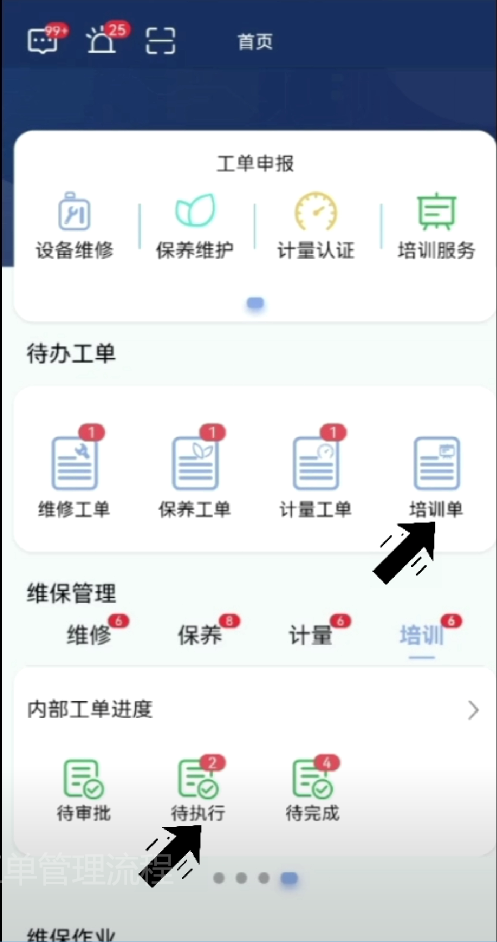 99+ 25 首页
工单申报
设备维修 保养维护 计量认证 培训服务
待办工单
1 1 1
维修工单 保养工单 计量工单 培训单
维保管理
维修 6 保养 8 计量 6 培训 6
内部工单进度
2 4
待审批 待执行 待完成
单管理流程
维保作业